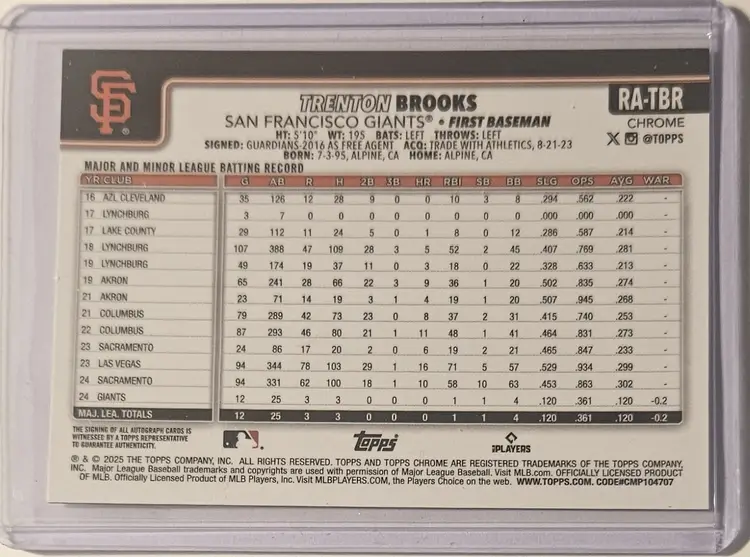 SF®
TRENTON BROOKS
RA-TBR
SAN FRANCISCO GIANTS® • FIRST BASEMAN
CHROME
HT: 5'10" WT: 195 BATS: LEFT THROWS: LEFT
X @TOPPS
SIGNED: GUARDIANS-2016 AS FREE AGENT ACQ: TRADE WITH ATHLETICS, 8-21-23
BORN: 7-3-95, ALPINE, CA HOME: ALPINE, CA
MAJOR AND MINOR LEAGUE BATTING RECORD
YR CLUB G AB R H 2B 3B HR RBI SB BB SLG OPS AVG WAR.
16 AZL CLEVELAND 35 126 12 28 9 0 0 10 3 8 .294 .562 .222 -
17 LYNCHBURG 3 7 0 0 0 0 0 0 0 0 .000 .000 .000 -
17 LAKE COUNTY 29 112 11 24 5 0 1 8 0 12 .286 .587 .214 -
18 LYNCHBURG 107 388 47 109 28 3 5 52 2 45 .407 .769 .281 -
19 LYNCHBURG 49 174 19 37 11 0 3 18 0 22 .328 .633 .213 -
19 AKRON 65 241 28 66 22 3 9 36 1 20 .502 .835 .274 -
21 AKRON 23 71 14 19 3 1 4 19 1 20 .507 .945 .268 -
21 COLUMBUS 79 289 42 73 23 0 8 37 2 31 .415 .740 .253 -
22 COLUMBUS 87 293 46 80 21 1 11 48 1 41 .464 .831 .273 -
23 SACRAMENTO 24 86 17 20 2 0 6 19 2 21 .465 .847 .233 -
23 LAS VEGAS 94 344 78 103 29 1 16 71 5 57 .529 .934 .299 -
24 SACRAMENTO 94 331 62 100 18 1 10 58 10 63 .453 .863 .302 -
24 GIANTS 12 25 3 3 0 0 0 1 1 4 .120 .361 .120 -0.2
MAJ. LEA. TOTALS 12 25 3 3 0 0 0 1 1 4 .120 .361 .120 -0.2
THE SIGNING OF ALL AUTOGRAPH CARDS IS
WITNESSED BY A TOPPS REPRESENTATIVE
TO GUARANTEE AUTHENTICITY.
Topps
PLAYERS
® & © 2025 THE TOPPS COMPANY, INC. ALL RIGHTS RESERVED. TOPPS AND TOPPS CHROME ARE REGISTERED TRADEMARKS OF THE TOPPS COMPANY,
INC. Major League Baseball trademarks and copyrights are used with permission of Major League Baseball. Visit MLB.com. OFFICIALLY LICENSED PRODUCT
OF MLB. Officially Licensed Product of MLB Players, Inc. Visit MLBPLAYERS.COM, the Players Choice on the web. WWW.TOPPS.COM. CODE#CMP104707